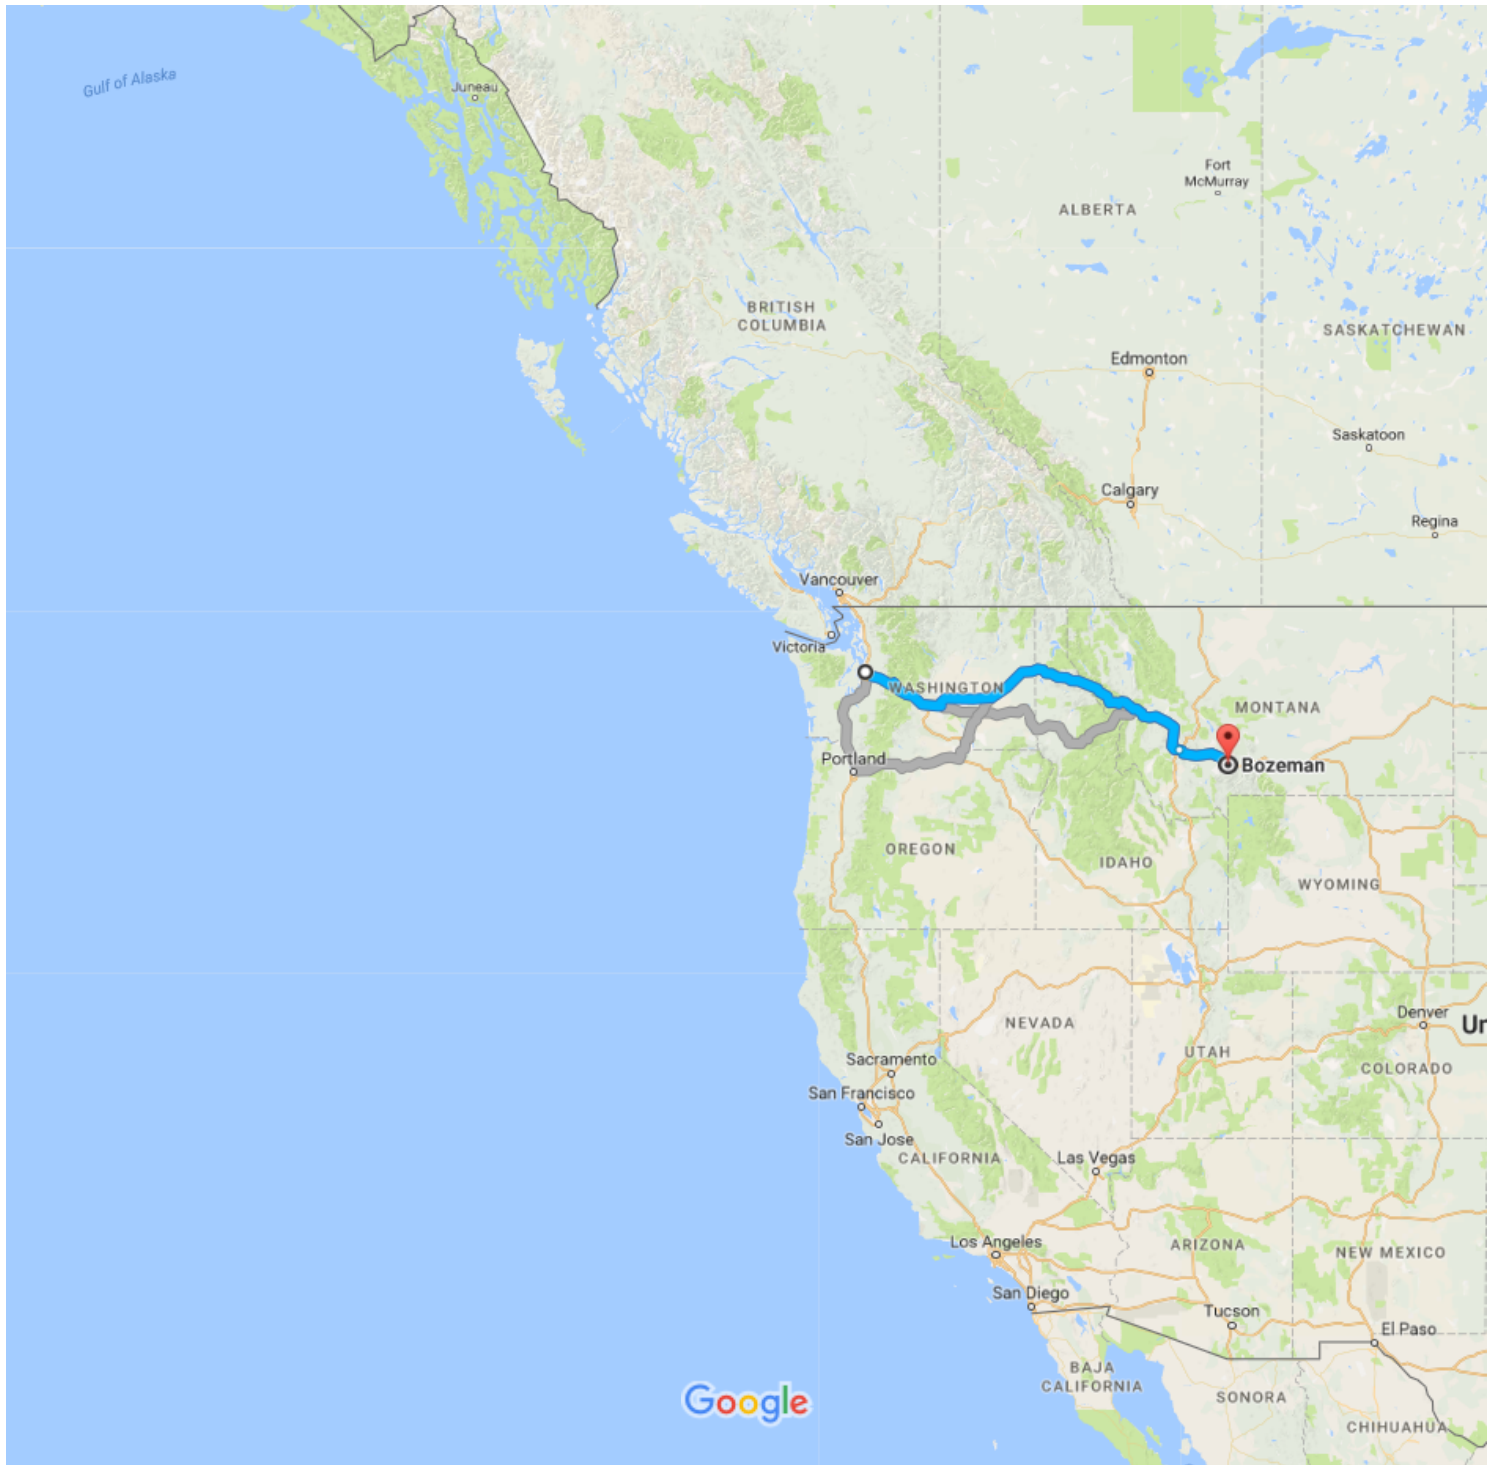 Gulf of Alaska
Juneau
Fort
McMurray
ALBERTA
BRITISH
COLUMBIA
SASKATCHEWAN
Edmonton
Saskatoon
Calgary
Regina
Vancouver
Victoria
WASHINGTON
MONTANA
Portland
Bozeman
OREGON
IDAHO
WYOMING
NEVADA
Denver
Un
UTAH
COLORADO
Sacramento
San Francisco
San Jose
CALIFORNIA
Las Vegas
Los Angeles
ARIZONA
NEW MEXICO
San Diego
Tucson
El Paso
BAJA
CALIFORNIA
SONORA
Google
CHIHUAHUA